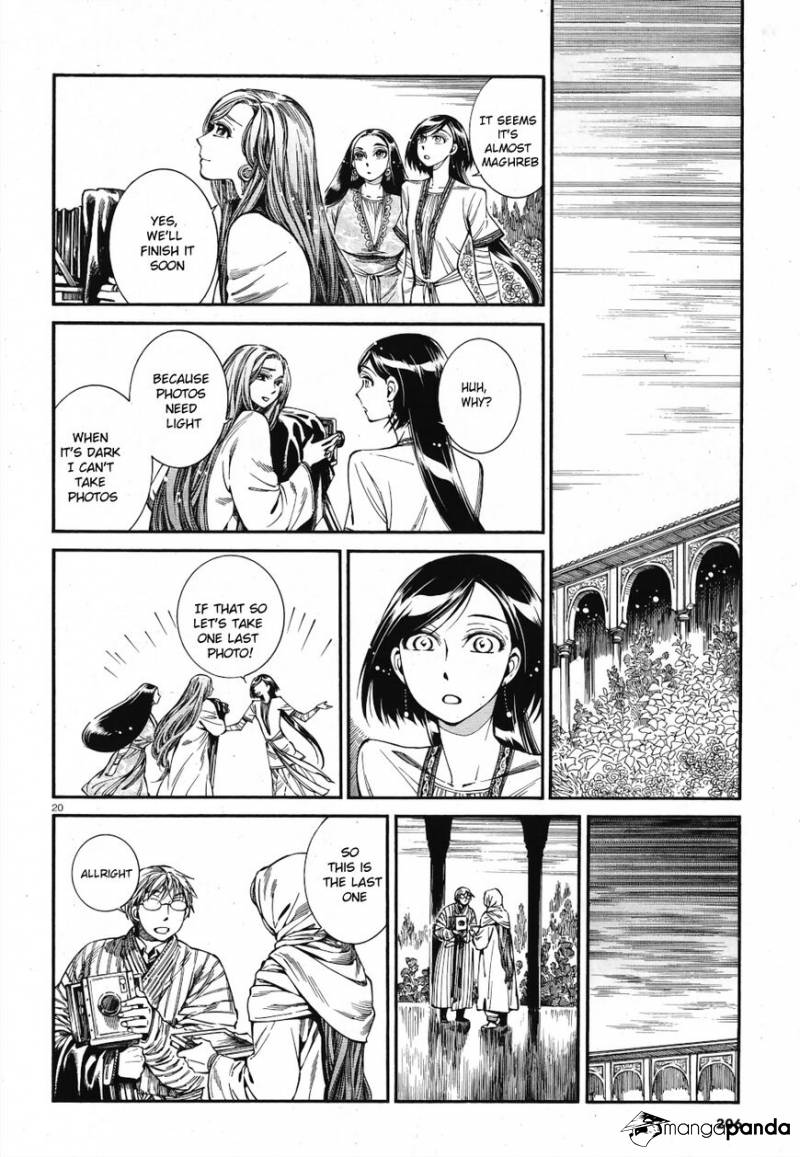 IT SEEMS
IT'S
ALMOST
MAGHREB
YES,
WE'LL
FINISH IT
SOON
HUH,
WHY?
BECAUSE
PHOTOS
NEED
LIGHT
WHEN
IT'S DARK
I CAN'T
TAKE
PHOTOS
IF THAT SO
LET'S TAKE
ONE LAST
PHOTO!
20
SO
THIS IS
THE LAST
ONE
ALLRIGHT
206
mangapanda